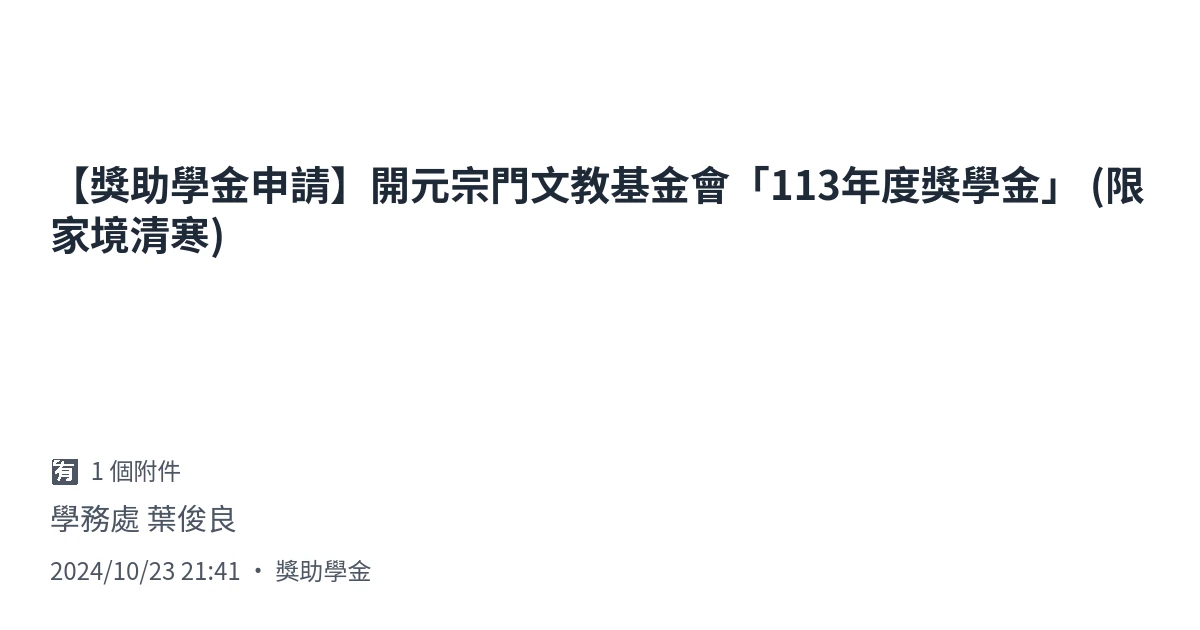 【獎助學金申請】開元宗門文教基金會「113年度獎學金」 (限
家境清寒)
有 1 個附件
學務處 葉俊良
2024/10/23 21:41 • 獎助學金